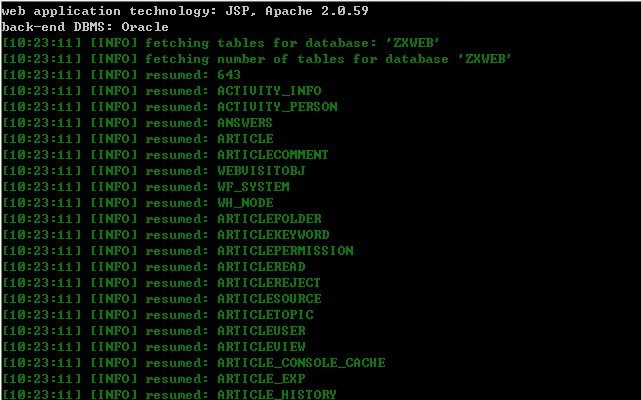 web application technology: JSP, Apache 2.0.59
back-end DBMS: Oracle
[10:23:11] [INFO] fetching tables for database: 'ZXWEB'
[10:23:11] [INFO] fetching number of tables for database 'ZXWEB'
[10:23:11] [INFO] resumed: 643
[10:23:11] [INFO] resumed: ACTIVITY_INFO
[10:23:11] [INFO] resumed: ACTIVITY_PERSON
[10:23:11] [INFO] resumed: ANSWERS
[10:23:11] [INFO] resumed: ARTICLE
[10:23:11] [INFO] resumed: ARTICLECOMMENT
[10:23:11] [INFO] resumed: WEBVISITOBJ
[10:23:11] [INFO] resumed: WF_SYSTEM
[10:23:11] [INFO] resumed: WH_NODE
[10:23:11] [INFO] resumed: ARTICLEFOLDER
[10:23:11] [INFO] resumed: ARTICLEKEYWORD
[10:23:11] [INFO] resumed: ARTICLEPERMISSION
[10:23:11] [INFO] resumed: ARTICLEREAD
[10:23:11] [INFO] resumed: ARTICLEREJECT
[10:23:11] [INFO] resumed: ARTICLESOURCE
[10:23:11] [INFO] resumed: ARTICLETOPIC
[10:23:11] [INFO] resumed: ARTICLEUSER
[10:23:11] [INFO] resumed: ARTICLEVIEW
[10:23:11] [INFO] resumed: ARTICLE_CONSOLE_CACHE
[10:23:11] [INFO] resumed: ARTICLE_EXP
[10:23:11] [INFO] resumed: ARTICLE_HISTORY